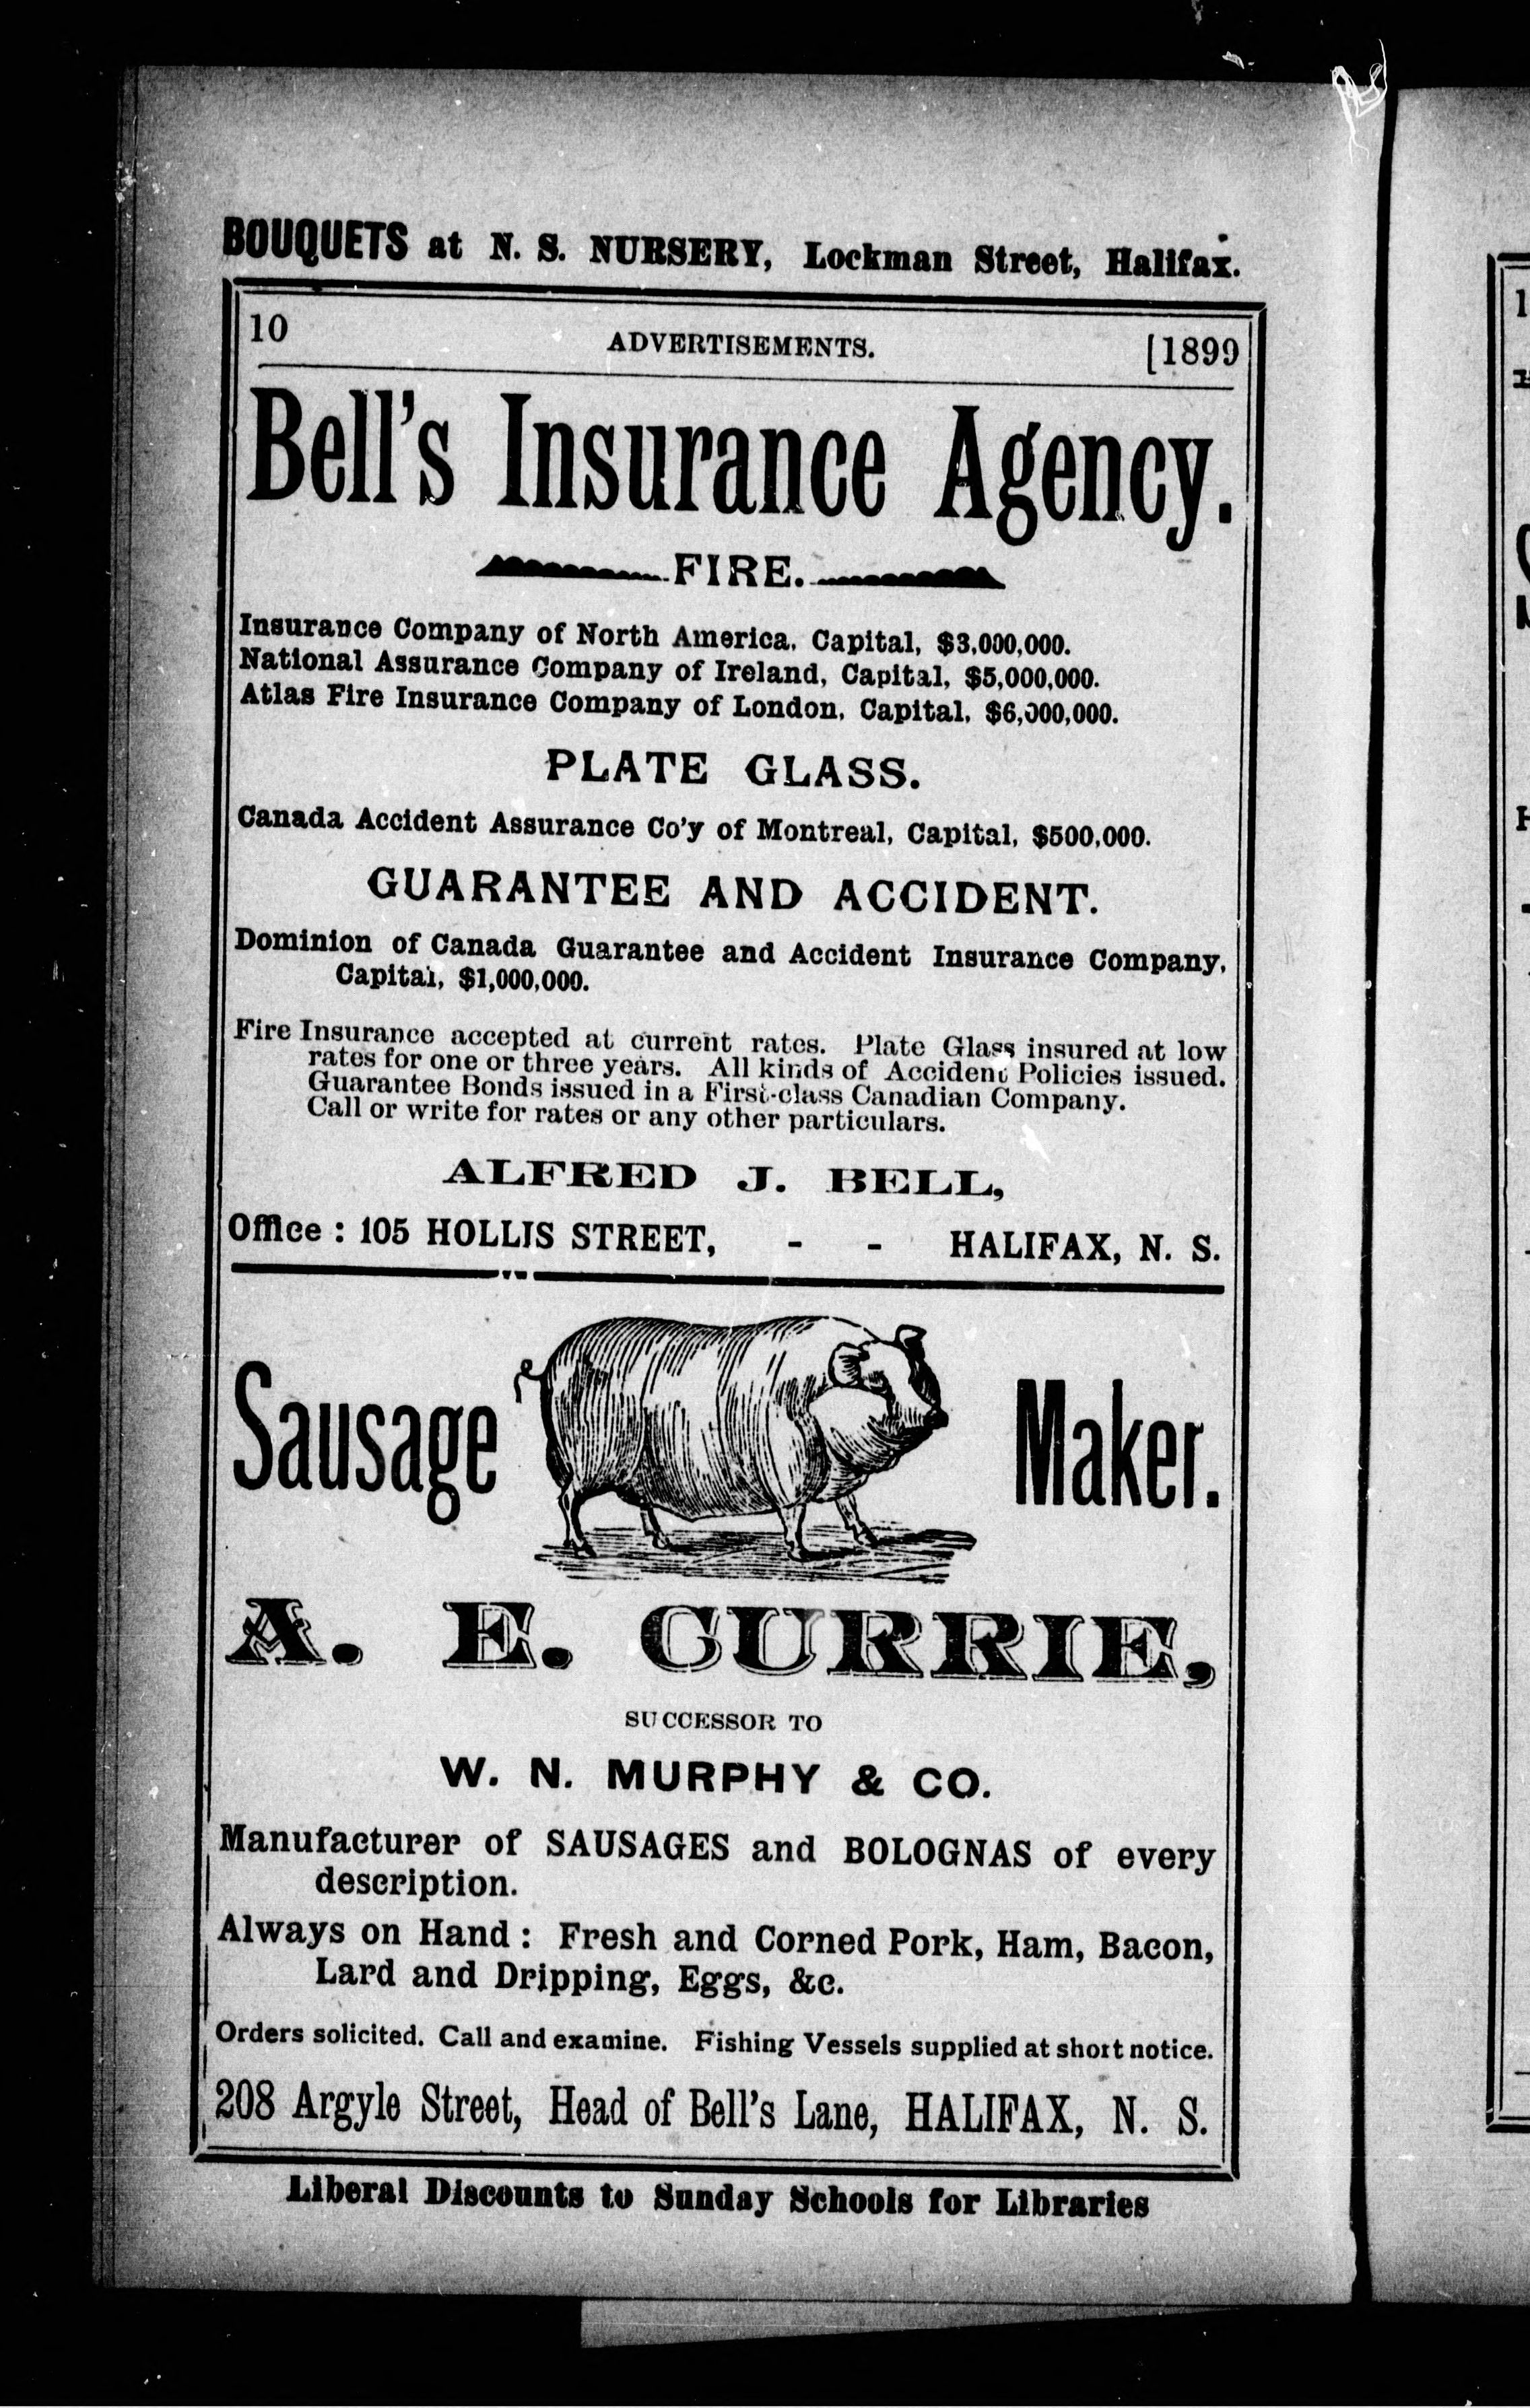 BOUQUETS at N. S. NURSERY, Lockman Street, Halifax.
10 ADVERTISEMENTS. [1899
Bell's Insurance Agency.
FIRE.
Insurance Company of North America, Capital, $3,000,000.
National Assurance Company of Ireland, Capital, $5,000,000.
Atlas Fire Insurance Company of London, Capital, $6,000,000.
PLATE GLASS.
Canada Accident Assurance Co'y of Montreal, Capital, $500,000.
GUARANTEE AND ACCIDENT.
Dominion of Canada Guarantee and Accident Insurance Company,
Capital, $1,000,000.
Fire Insurance accepted at current rates. Plate Glass insured at low
rates for one or three years. All kinds of Accident Policies issued.
Guarantee Bonds issued in a First-class Canadian Company.
Call or write for rates or any other particulars.
ALFRED J. BELL,
Office : 105 HOLLIS STREET, - - HALIFAX, N. S.
Sausage Maker.
A. E. CURRIE,
SUCCESSOR TO
W. N. MURPHY & CO.
Manufacturer of SAUSAGES and BOLOGNAS of every
description.
Always on Hand : Fresh and Corned Pork, Ham, Bacon,
Lard and Dripping, Eggs, &c.
Orders solicited. Call and examine. Fishing Vessels supplied at short notice.
208 Argyle Street, Head of Bell's Lane, HALIFAX, N. S.
Liberal Discounts to Sunday Schools for Libraries